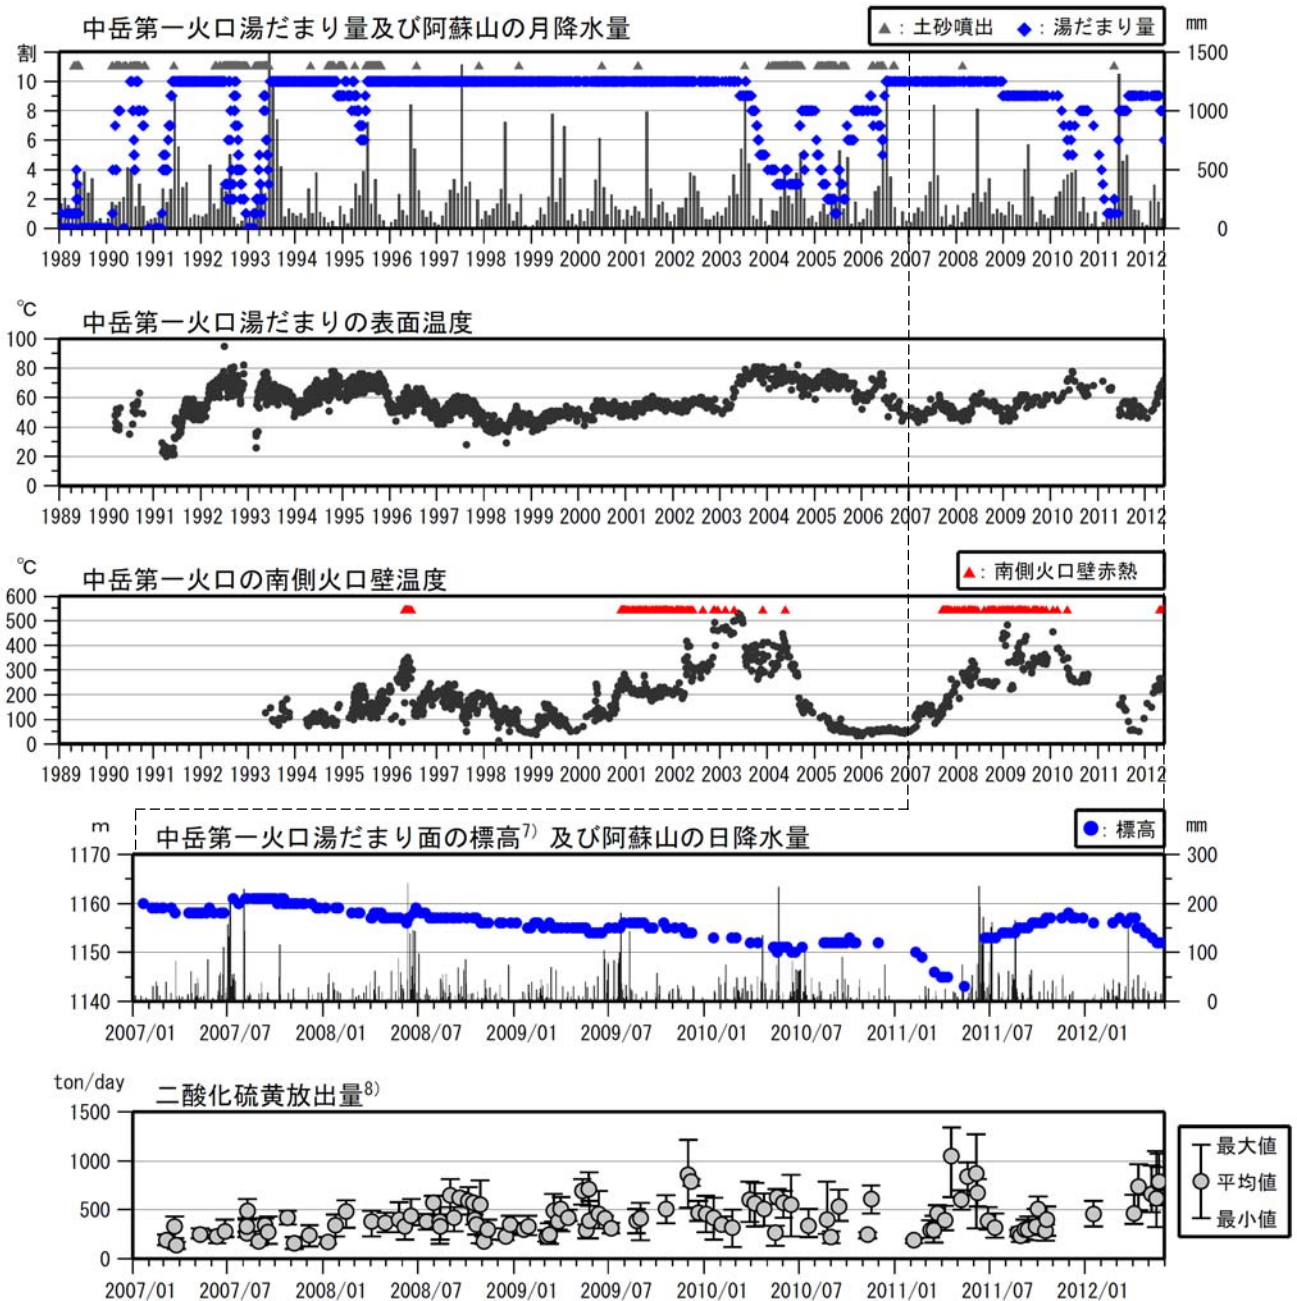 中岳第一火口湯だまり量及び阿蘇山の月降水量
▲：土砂噴出 ◆：湯だまり量
割 mm
10 1500
8
6 1000
4 500
2
0 0
1989 1990 1991 1992 1993 1994 1995 1996 1997 1998 1999 2000 2001 2002 2003 2004 2005 2006 2007 2008 2009 2010 2011 2012
℃
中岳第一火口湯だまりの表面温度
100
80
60
40
20
0
1989 1990 1991 1992 1993 1994 1995 1996 1997 1998 1999 2000 2001 2002 2003 2004 2005 2006 2007 2008 2009 2010 2011 2012
℃
中岳第一火口の南側火口壁温度
▲：南側火口壁赤熱
600
500
400
300
200
100
0
1989 1990 1991 1992 1993 1994 1995 1996 1997 1998 1999 2000 2001 2002 2003 2004 2005 2006 2007 2008 2009 2010 2011 2012
m
中岳第一火口湯だまり面の標高7) 及び阿蘇山の日降水量
●：標高 mm
1170 300
1160 200
1150 100
1140 0
2007/01 2007/07 2008/01 2008/07 2009/01 2009/07 2010/01 2010/07 2011/01 2011/07 2012/01
ton/day
二酸化硫黄放出量8)
1500
1000
500
0
最大値
平均値
最小値
2007/01 2007/07 2008/01 2008/07 2009/01 2009/07 2010/01 2010/07 2011/01 2011/07 2012/01